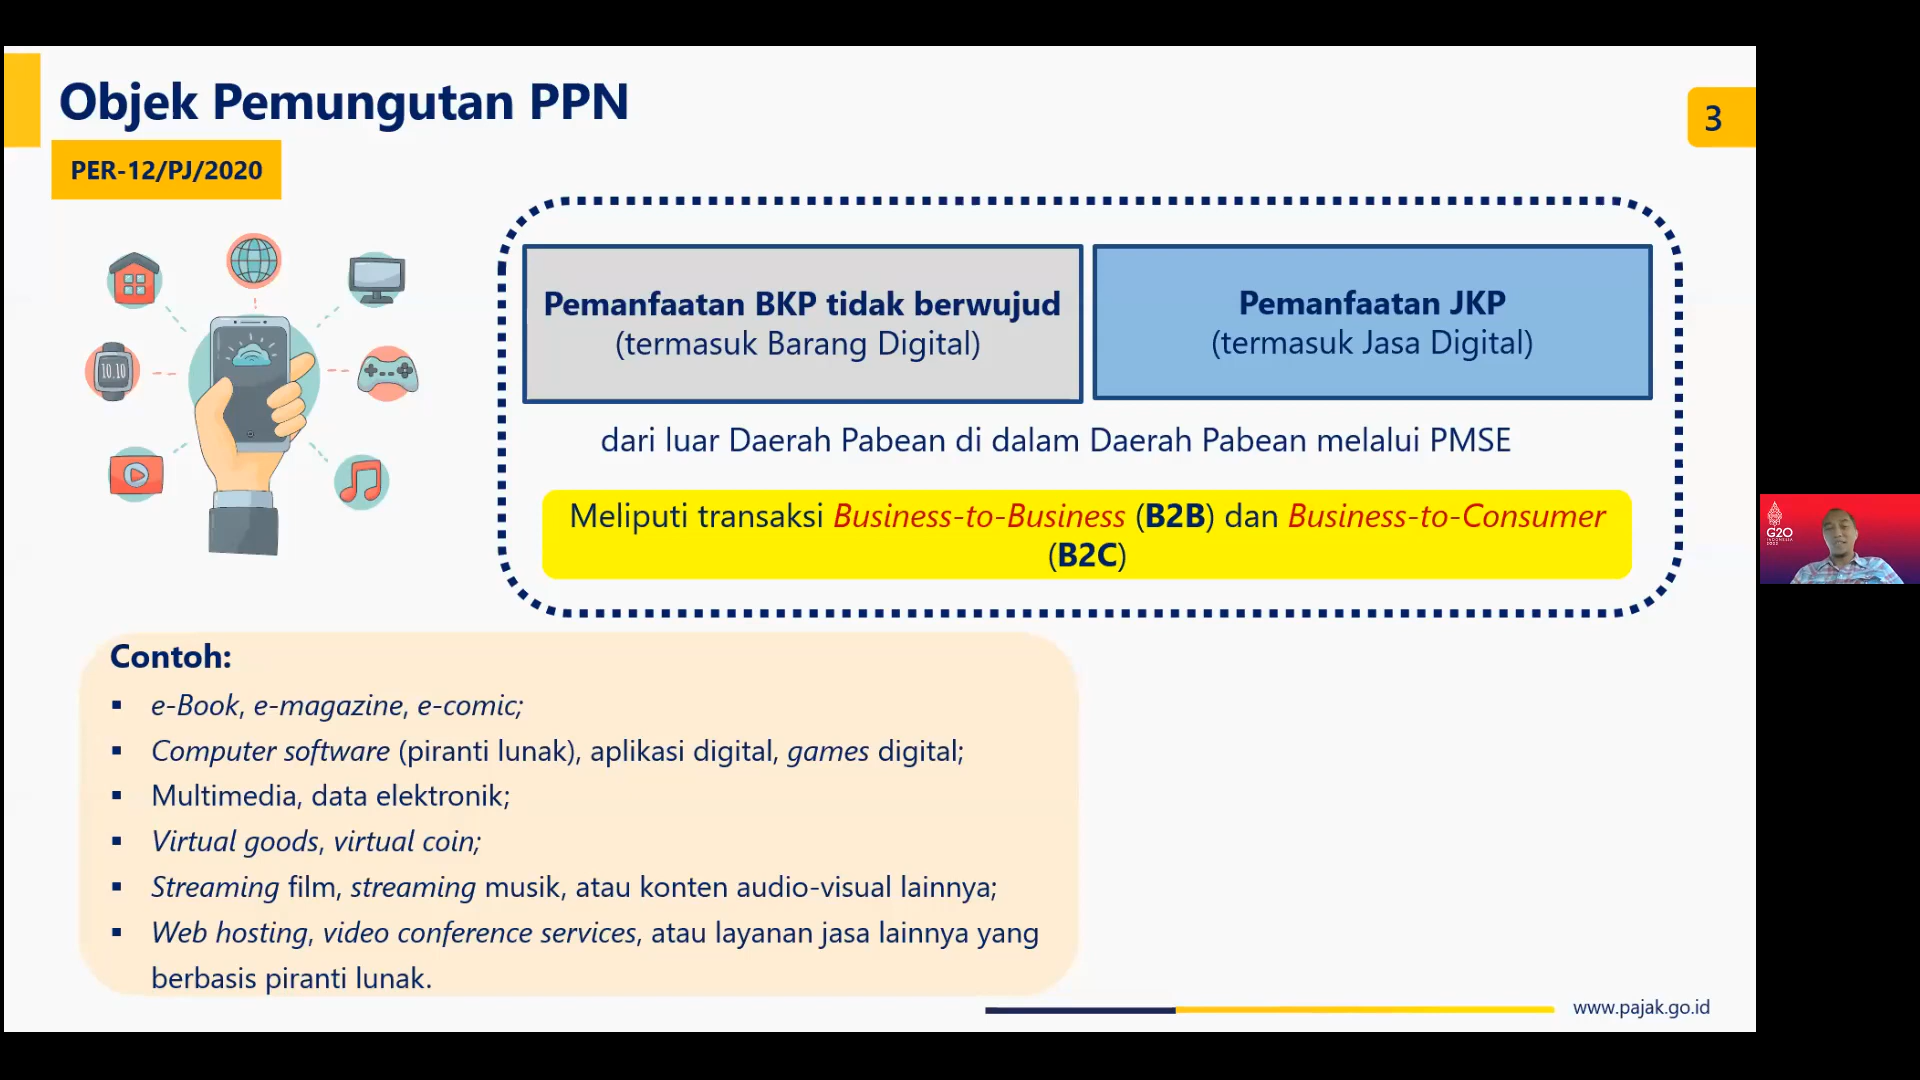 Objek Pemungutan PPN
3
PER-12/PJ/2020
10.10
Pemanfaatan BKP tidak berwujud
(termasuk Barang Digital)
Pemanfaatan JKP
(termasuk Jasa Digital)
dari luar Daerah Pabean di dalam Daerah Pabean melalui PMSE
Meliputi transaksi Business-to-Business (B2B) dan Business-to-Consumer
(B2C)
Contoh:
▪ e-Book, e-magazine, e-comic;
▪ Computer software (piranti lunak), aplikasi digital, games digital;
▪ Multimedia, data elektronik;
▪ Virtual goods, virtual coin;
▪ Streaming film, streaming musik, atau konten audio-visual lainnya;
▪ Web hosting, video conference services, atau layanan jasa lainnya yang
berbasis piranti lunak.
www.pajak.go.id
G20
INDONESIA
2022